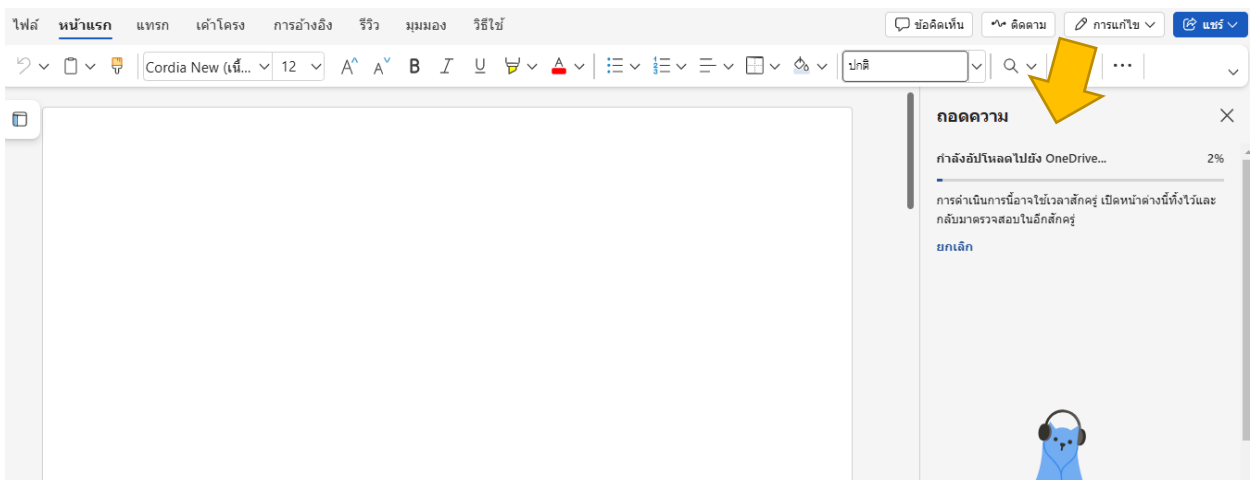 ไฟล์ หน้าแรก แทรก เค้าโครง การอ้างอิง รีวิว มุมมอง วิธีใช้ ข้อคิดเห็น ติดตาม การแก้ไข แชร์
Cordia New (เนื้... 12 A A B I U A ปกติ
ถอดความ
กำลังอัปโหลดไปยัง OneDrive... 2%
การดำเนินการนี้อาจใช้เวลาสักครู่ เปิดหน้าต่างนี้ทิ้งไว้และ
กลับมาตรวจสอบในอีกสักครู่
ยกเลิก